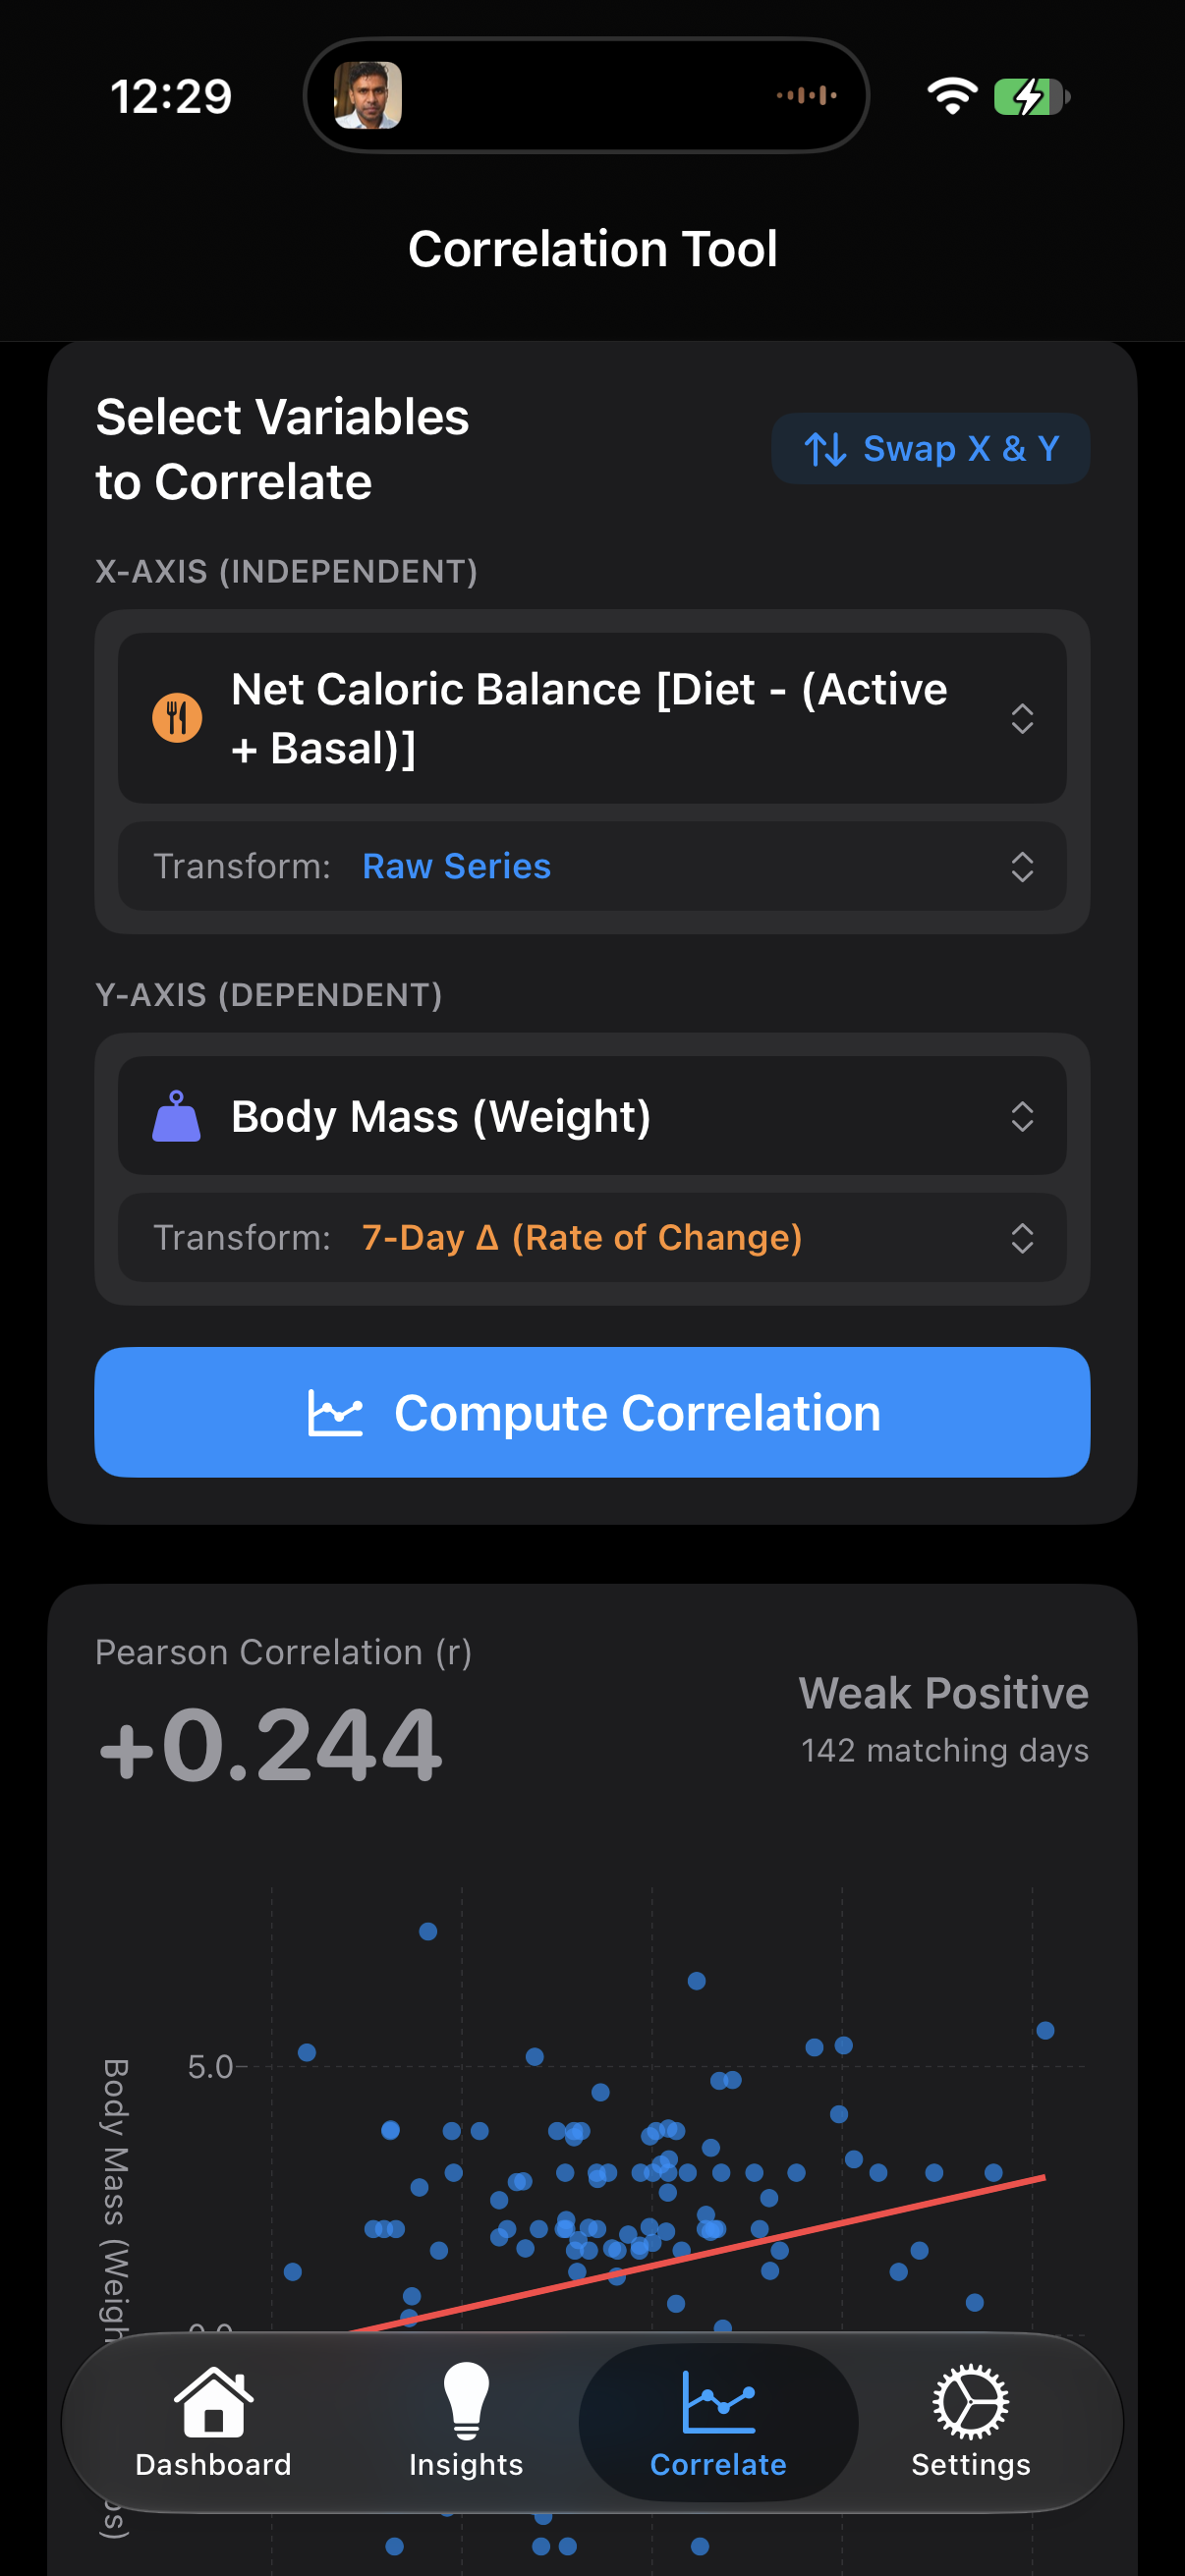 12:29
Correlation Tool
Select Variables
to Correlate
Swap X & Y
X-AXIS (INDEPENDENT)
Net Caloric Balance [Diet - (Active
+ Basal)]
Transform: Raw Series
Y-AXIS (DEPENDENT)
Body Mass (Weight)
Transform: 7-Day Δ (Rate of Change)
Compute Correlation
Pearson Correlation (r)
+0.244
Weak Positive
142 matching days
5.0
0.0
Body Mass (Weigh
Dashboard
Insights
Correlate
Settings